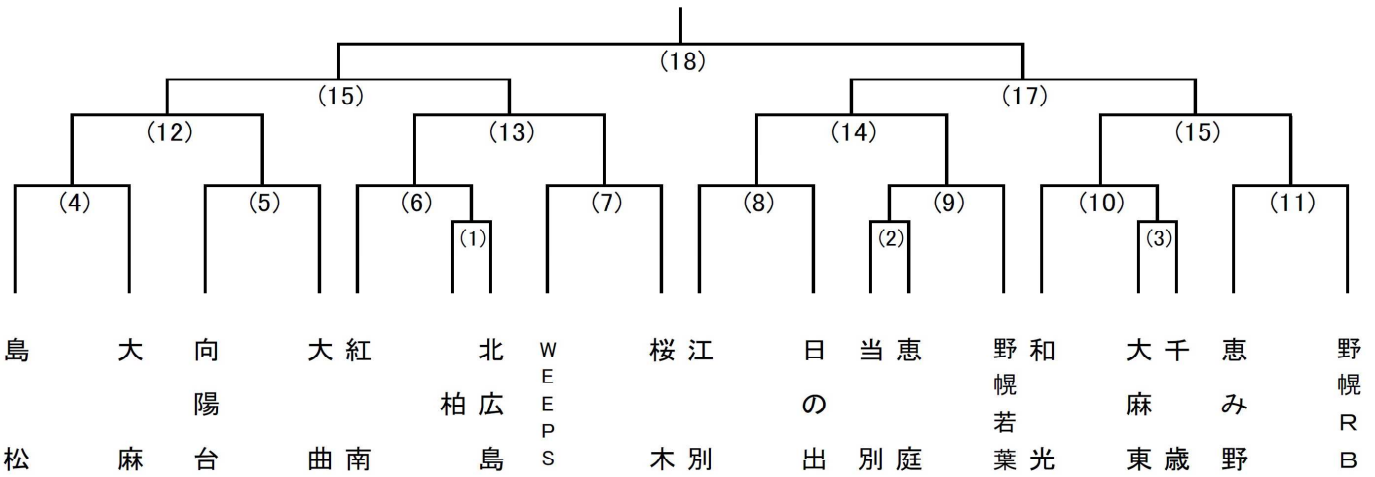 (18)
(15)
(17)
(12)
(13)
(14)
(15)
(4)
(5)
(6)
(7)
(8)
(9)
(10)
(11)
(1)
(2)
(3)
島松
大麻
向陽台
大曲
紅南
柏
北広島
WEEPS
桜木
江別
日の出
当別
恵庭
野幌若葉
和光
大麻東
千歳
恵み野
野幌RB